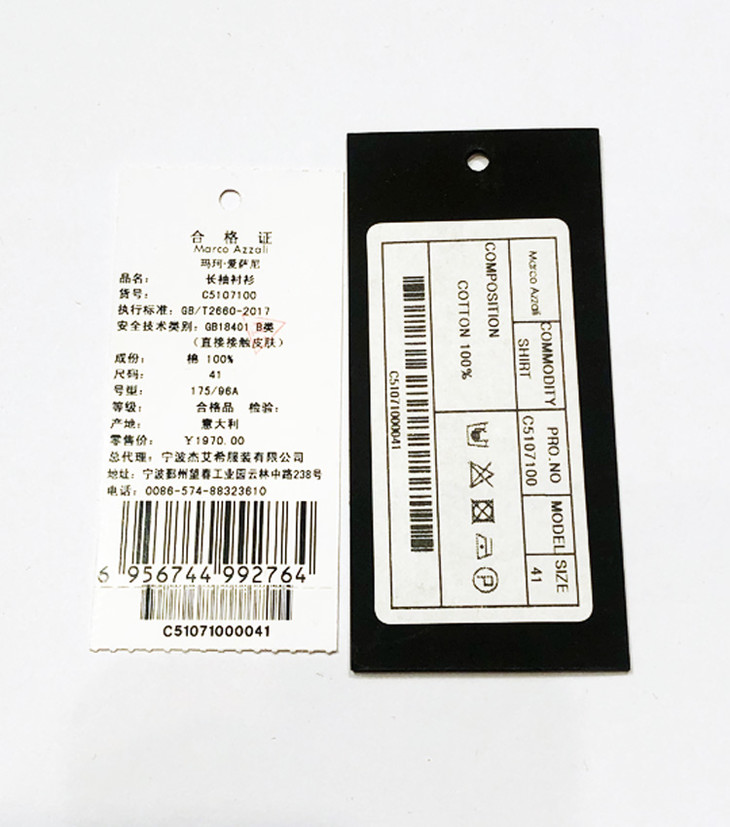 合格证
Marco Azzali
玛珂·爱萨尼
品名: 长袖衬衫
货号: C5107100
执行标准: GB/T2660-2017
安全技术类别: GB18401 B类
(直接接触皮肤)
成份: 棉 100%
尺码: 41
号型: 175/96A
等级: 合格品 检验:
产地: 意大利
零售价: ¥1970.00
总代理: 宁波杰艾希服装有限公司
地址: 宁波鄞州望春工业园云林中路238号
电话: 0086-574-88323610
6 956744 992764
C51071000041
Marco Azzali
COMMODITY
SHIRT
PRO.NO
C5107100
MODEL SIZE
41
COMPOSITION
COTTON 100%
P
C51071000041